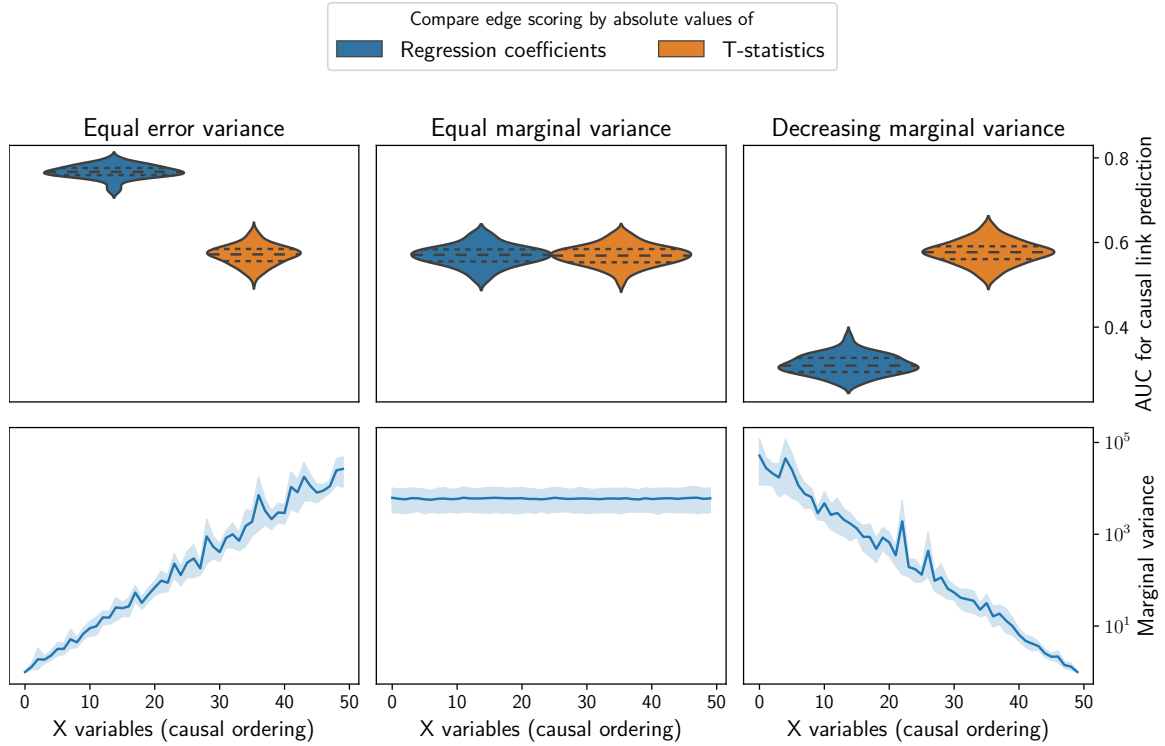 Compare edge scoring by absolute values of
Regression coefficients
T-statistics
Equal error variance
Equal marginal variance
Decreasing marginal variance
0.8
0.6
0.4
AUC for causal link prediction
10^5
10^3
10^1
Marginal variance
0 10 20 30 40 50
0 10 20 30 40 50
0 10 20 30 40 50
X variables (causal ordering)
X variables (causal ordering)
X variables (causal ordering)